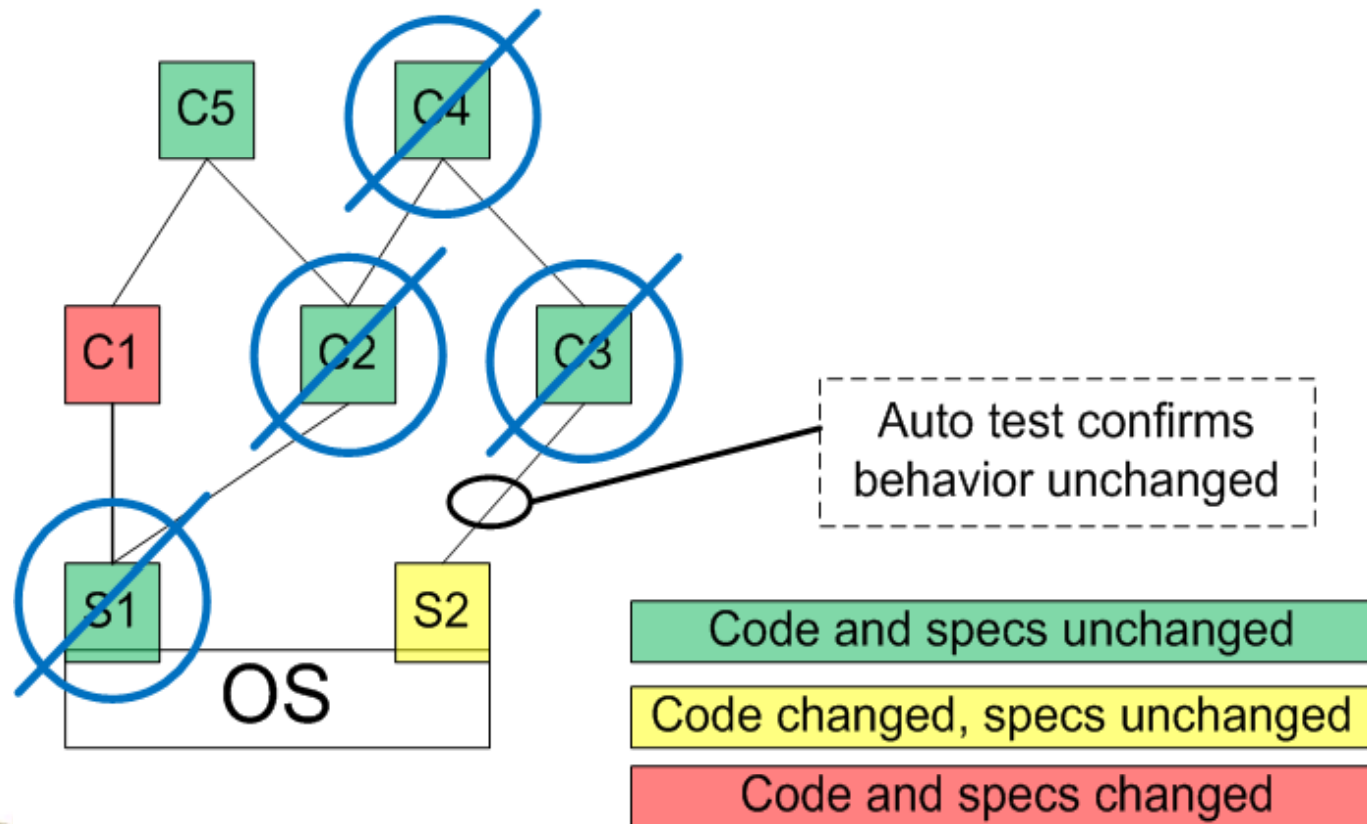 C5
C4
C1
C2
C3
Auto test confirms
behavior unchanged
S1
S2
OS
Code and specs unchanged
Code changed, specs unchanged
Code and specs changed